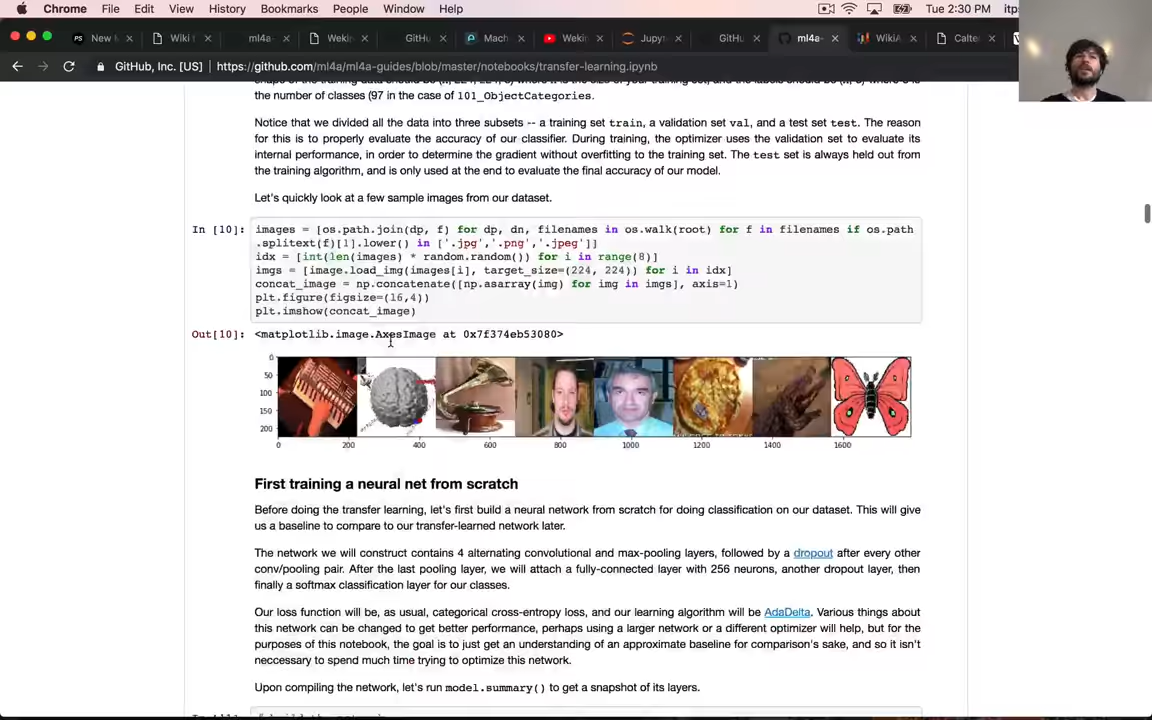 Chrome File Edit View History Bookmarks People Window Help Tue 2:30 PM itp
New M Wiki ml4a- Weki GitHu Mach Wekin Jupyt GitHu ml4a- WikiA Calte
GitHub, Inc. [US] https://github.com/ml4a/ml4a-guides/blob/master/notebooks/transfer-learning.ipynb
the number of classes (97 in the case of 101_ObjectCategories.
Notice that we divided all the data into three subsets -- a training set train, a validation set val, and a test set test. The reason
for this is to properly evaluate the accuracy of our classifier. During training, the optimizer uses the validation set to evaluate its
internal performance, in order to determine the gradient without overfitting to the training set. The test set is always held out from
the training algorithm, and is only used at the end to evaluate the final accuracy of our model.
Let's quickly look at a few sample images from our dataset.
In [10]: images = [os.path.join(dp, f) for dp, dn, filenames in os.walk(root) for f in filenames if os.path
.splitext(f)[1].lower() in ['.jpg','.png','.jpeg']]
idx = [int(len(images) * random.random()) for i in range(8)]
imgs = [image.load_img(images[i], target_size=(224, 224)) for i in idx]
concat_image = np.concatenate([np.asarray(img) for img in imgs], axis=1)
plt.figure(figsize=(16,4))
plt.imshow(concat_image)
Out[10]: <matplotlib.image.AxesImage at 0x7f374eb53080>
0
50
100
150
200
0 200 400 600 800 1000 1200 1400 1600
First training a neural net from scratch
Before doing the transfer learning, let's first build a neural network from scratch for doing classification on our dataset. This will give
us a baseline to compare to our transfer-learned network later.
The network we will construct contains 4 alternating convolutional and max-pooling layers, followed by a dropout after every other
conv/pooling pair. After the last pooling layer, we will attach a fully-connected layer with 256 neurons, another dropout layer, then
finally a softmax classification layer for our classes.
Our loss function will be, as usual, categorical cross-entropy loss, and our learning algorithm will be AdaDelta. Various things about
this network can be changed to get better performance, perhaps using a larger network or a different optimizer will help, but for the
purposes of this notebook, the goal is to just get an understanding of an approximate baseline for comparison's sake, and so it isn't
neccessary to spend much time trying to optimize this network.
Upon compiling the network, let's run model.summary() to get a snapshot of its layers.